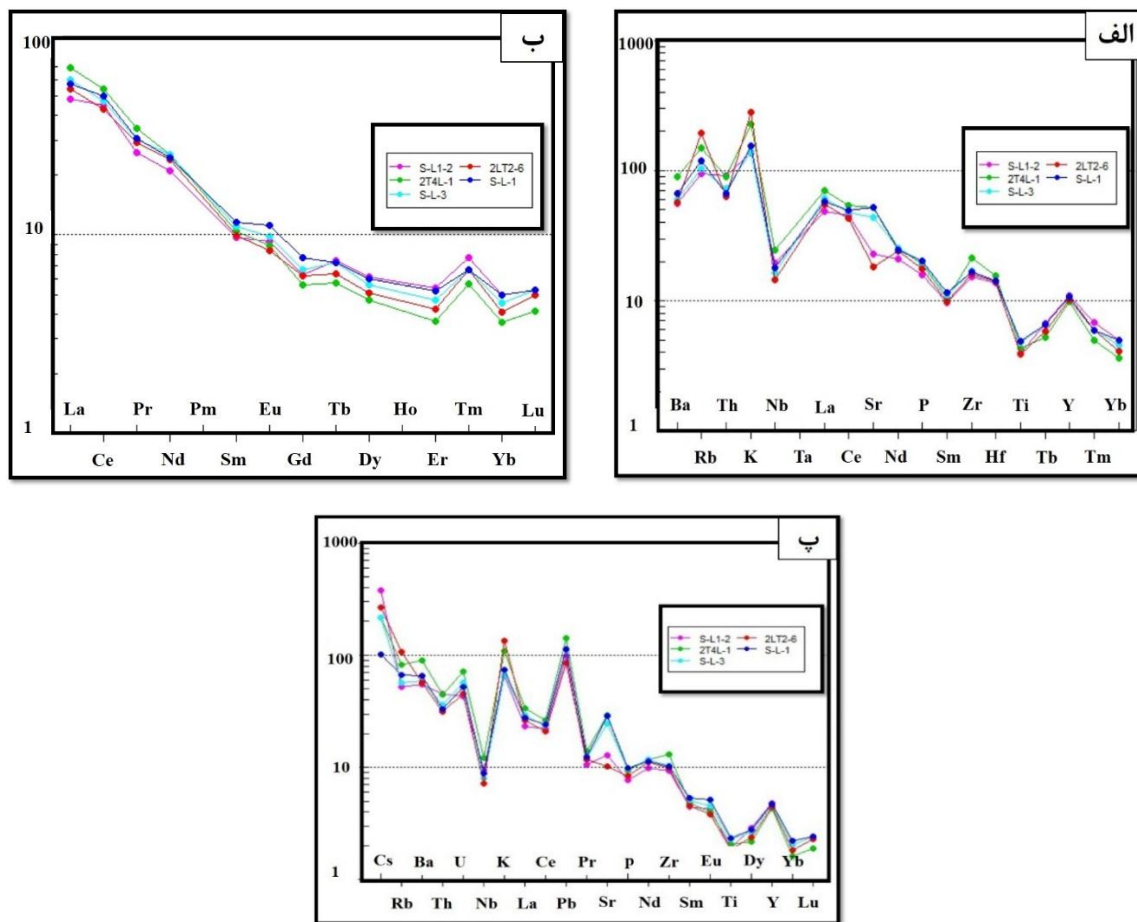 الف
1000
100
10
1
S-L1-2 2LT2-6
2T4L-1 S-L-1
S-L-3
Ba Th Nb La Sr P Zr Ti Y Yb
Rb K Ta Ce Nd Sm Hf Tb Tm
ب
100
10
1
S-L1-2 2LT2-6
2T4L-1 S-L-1
S-L-3
La Pr Pm Eu Tb Ho Tm Lu
Ce Nd Sm Gd Dy Er Yb
پ
1000
100
10
1
S-L1-2 2LT2-6
2T4L-1 S-L-1
S-L-3
Cs Ba U K Ce Pr p Zr Eu Dy Yb
Rb Th Nb La Pb Sr Nd Sm Ti Y Lu